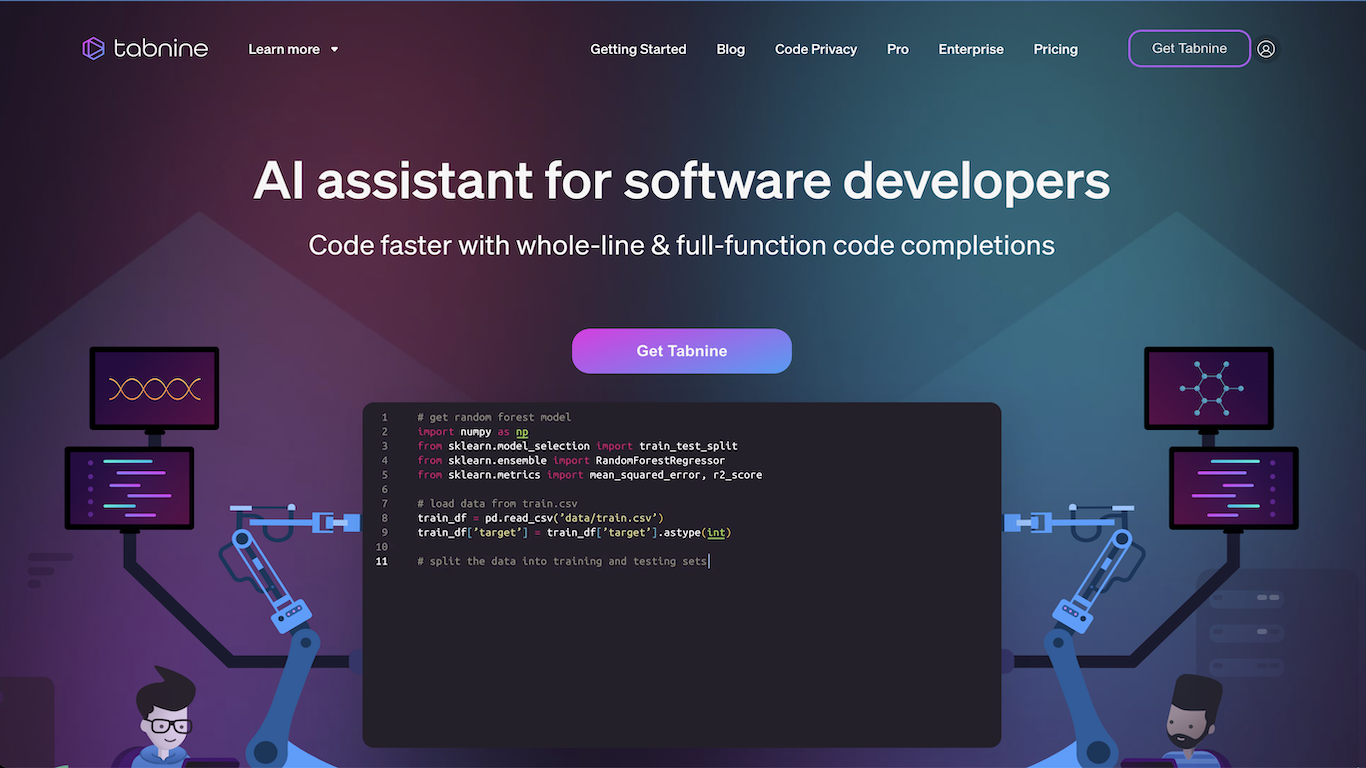 tabnine Learn more Getting Started Blog Code Privacy Pro Enterprise Pricing Get Tabnine
AI assistant for software developers
Code faster with whole-line & full-function code completions
Get Tabnine
1 # get random forest model
2 import numpy as np
3 from sklearn.model_selection import train_test_split
4 from sklearn.ensemble import RandomForestRegressor
5 from sklearn.metrics import mean_squared_error, r2_score
6
7 # load data from train.csv
8 train_df = pd.read_csv(’data/train.csv’)
9 train_df[’target’] = train_df[’target’].astype(int)
10
11 # split the data into training and testing sets